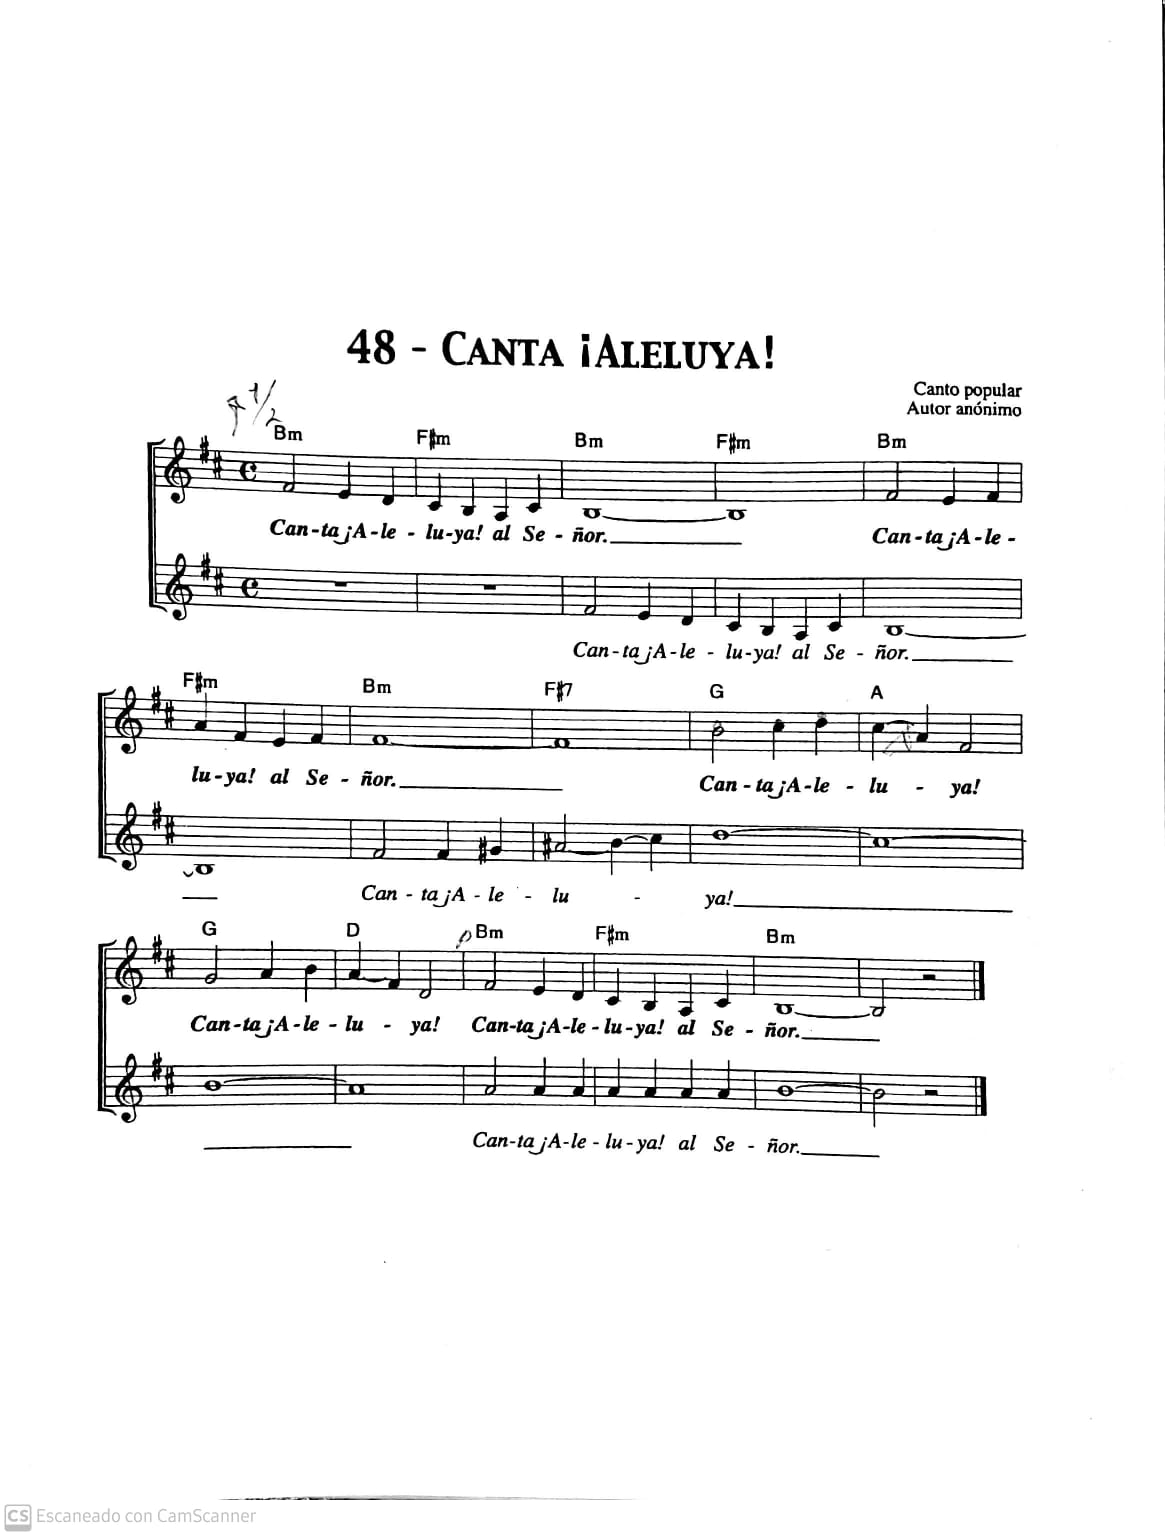 48 - CANTA ¡ALELUYA!
Canto popular
Autor anónimo
1/2
Bm F#m Bm F#m Bm
Can-ta ¡A-le - lu-ya! al Se - ñor. Can-ta ¡A-le -
Can-ta ¡A-le - lu-ya! al Se - ñor.
F#m Bm F#7 G A
lu-ya! al Se - ñor. Can-ta ¡A-le - lu - ya!
Can - ta ¡A - le - lu - ya!
G D p Bm F#m Bm
Can-ta ¡A-le - lu - ya! Can-ta ¡A-le - lu-ya! al Se - ñor.
Can-ta ¡A-le - lu-ya! al Se - ñor.
CS Escaneado con CamScanner